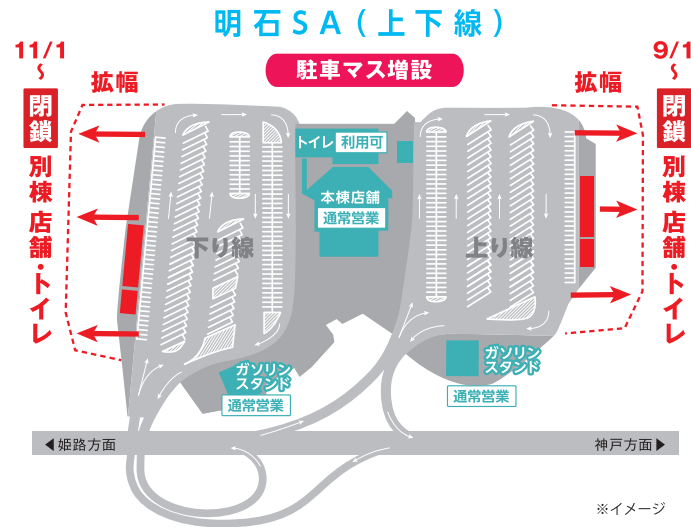 明石SA(上下線)
駐車マス増設
11/1
〜
閉鎖
別棟 店舗・トイレ
拡幅
9/1
〜
閉鎖
別棟 店舗・トイレ
拡幅
トイレ 利用可
本棟店舗
通常営業
下り線
上り線
ガソリン
スタンド
通常営業
ガソリン
スタンド
通常営業
◀姫路方面
神戸方面▶
※イメージ